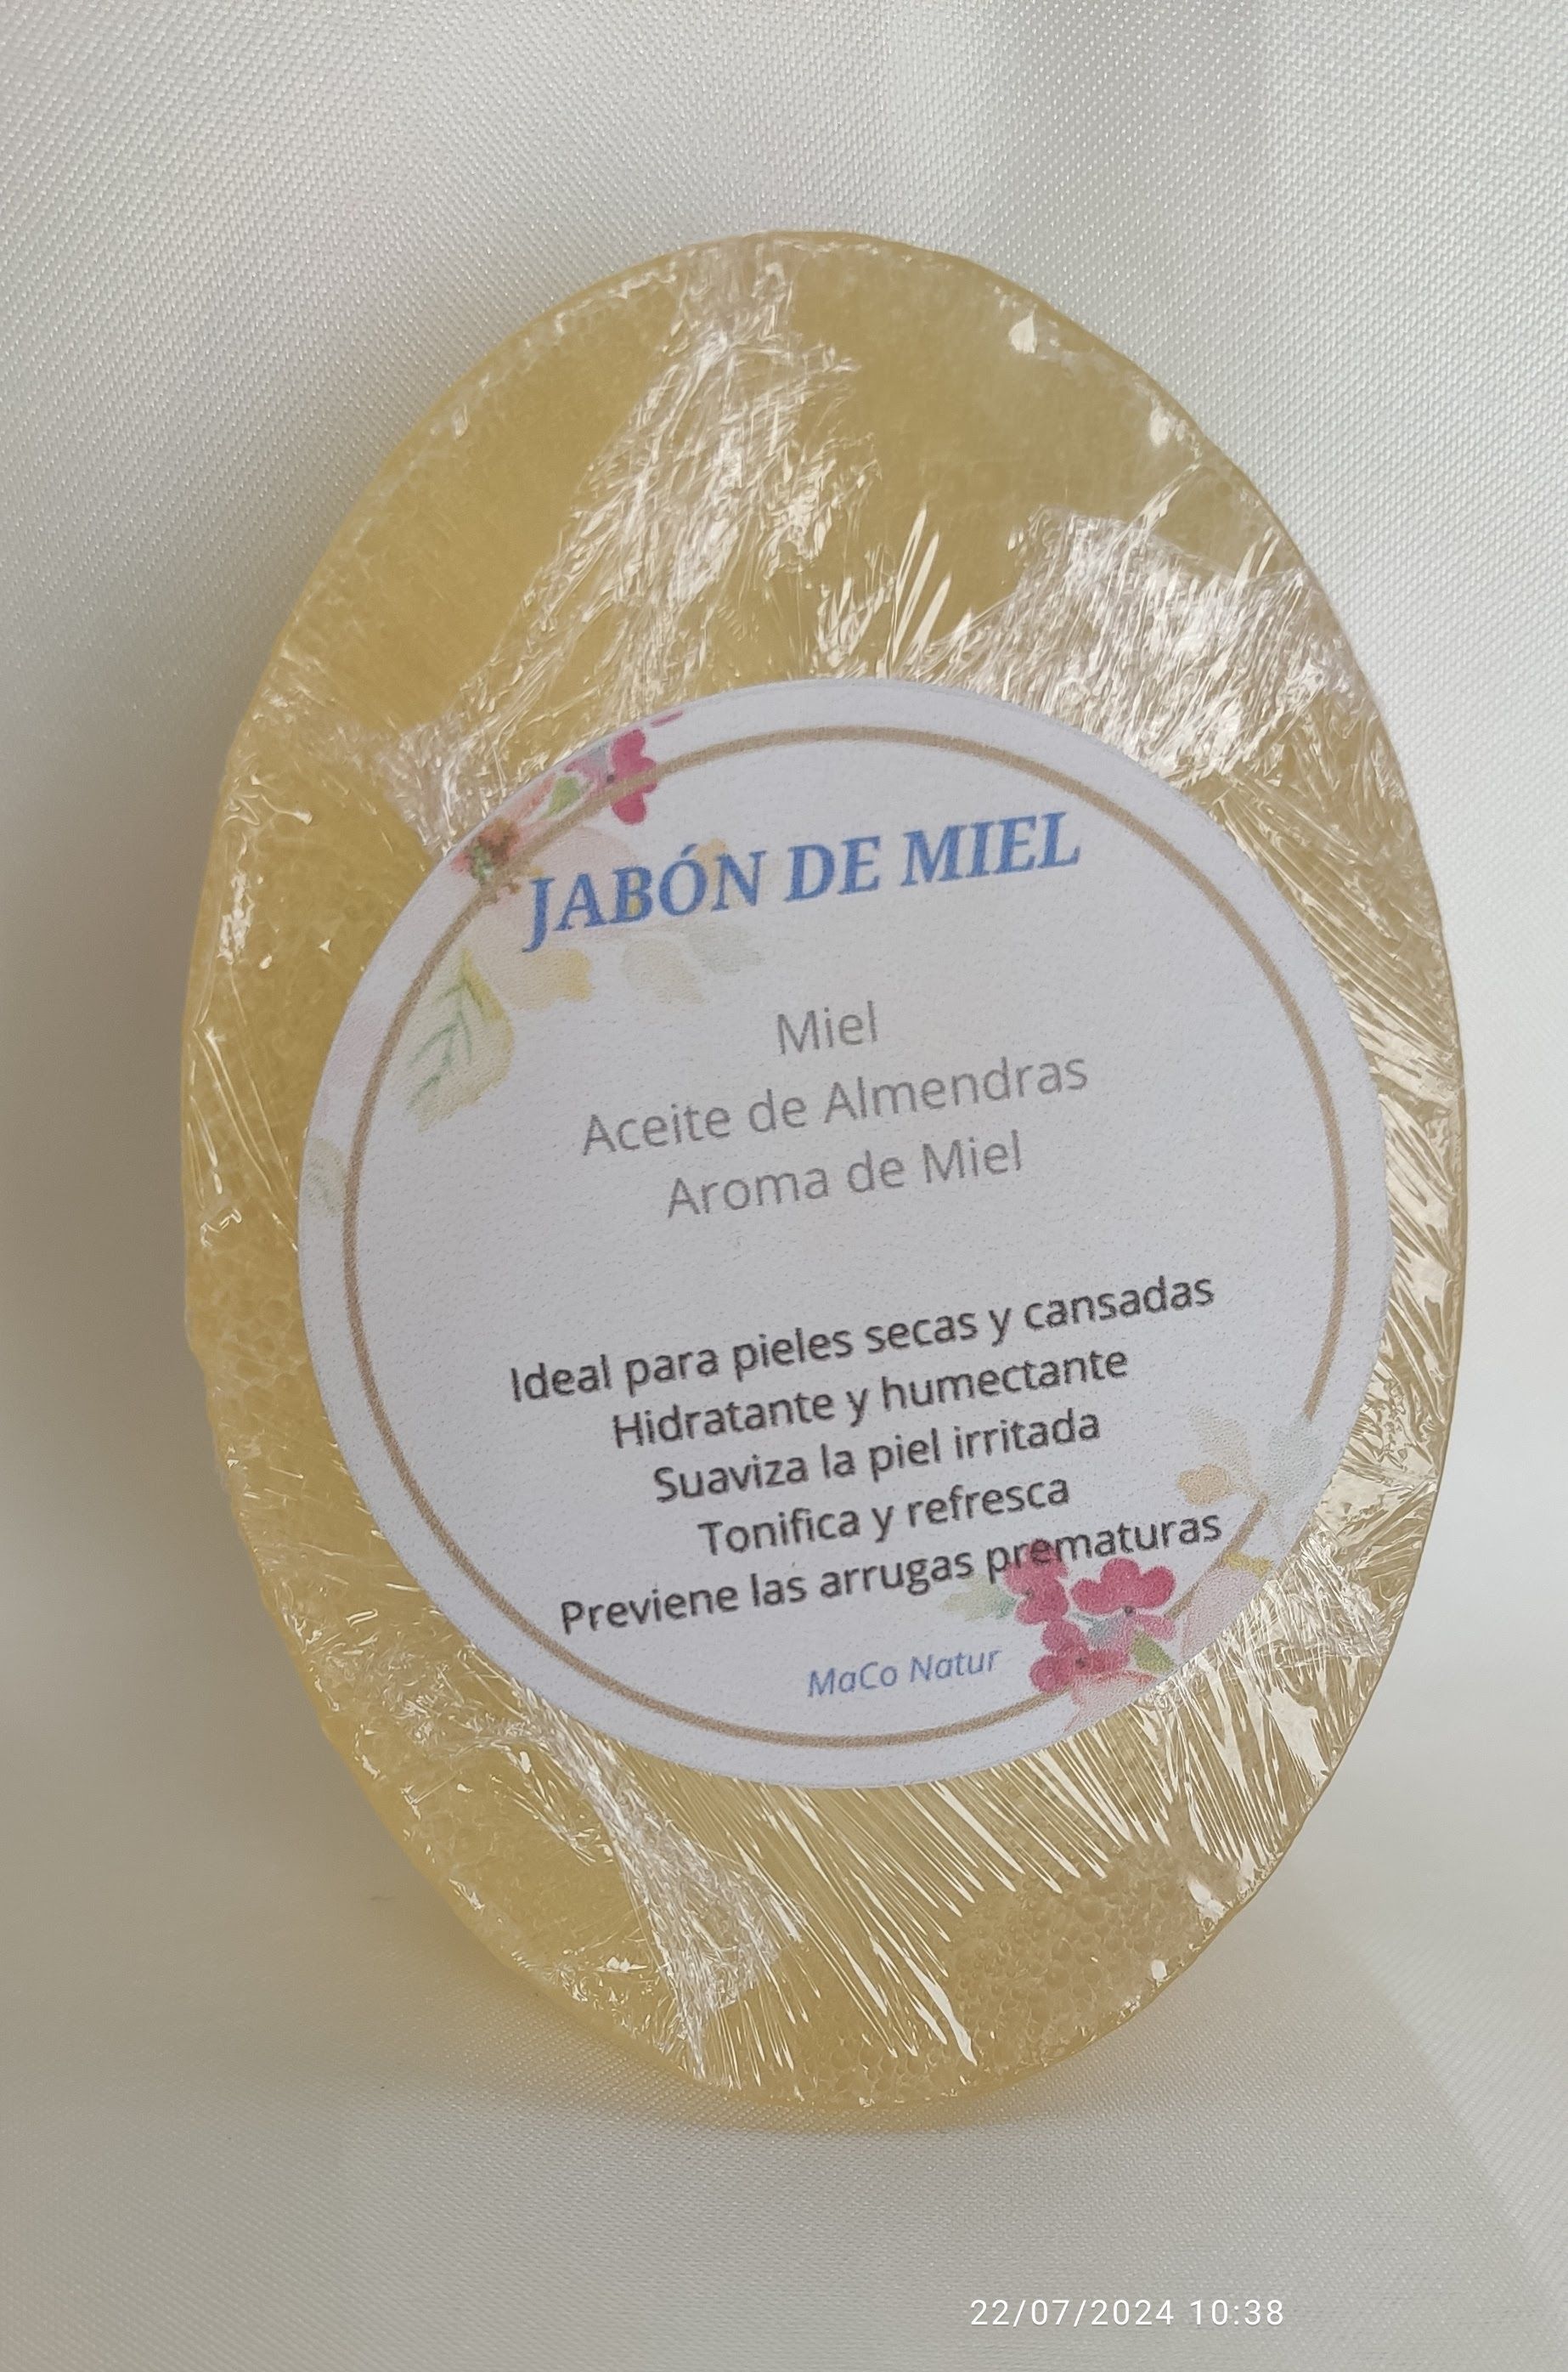 JABÓN DE MIEL
Miel
Aceite de Almendras
Aroma de Miel
Ideal para pieles secas y cansadas
Hidratante y humectante
Suaviza la piel irritada
Tonifica y refresca
Previene las arrugas prematuras
MaCo Natur
22/07/2024 10:38